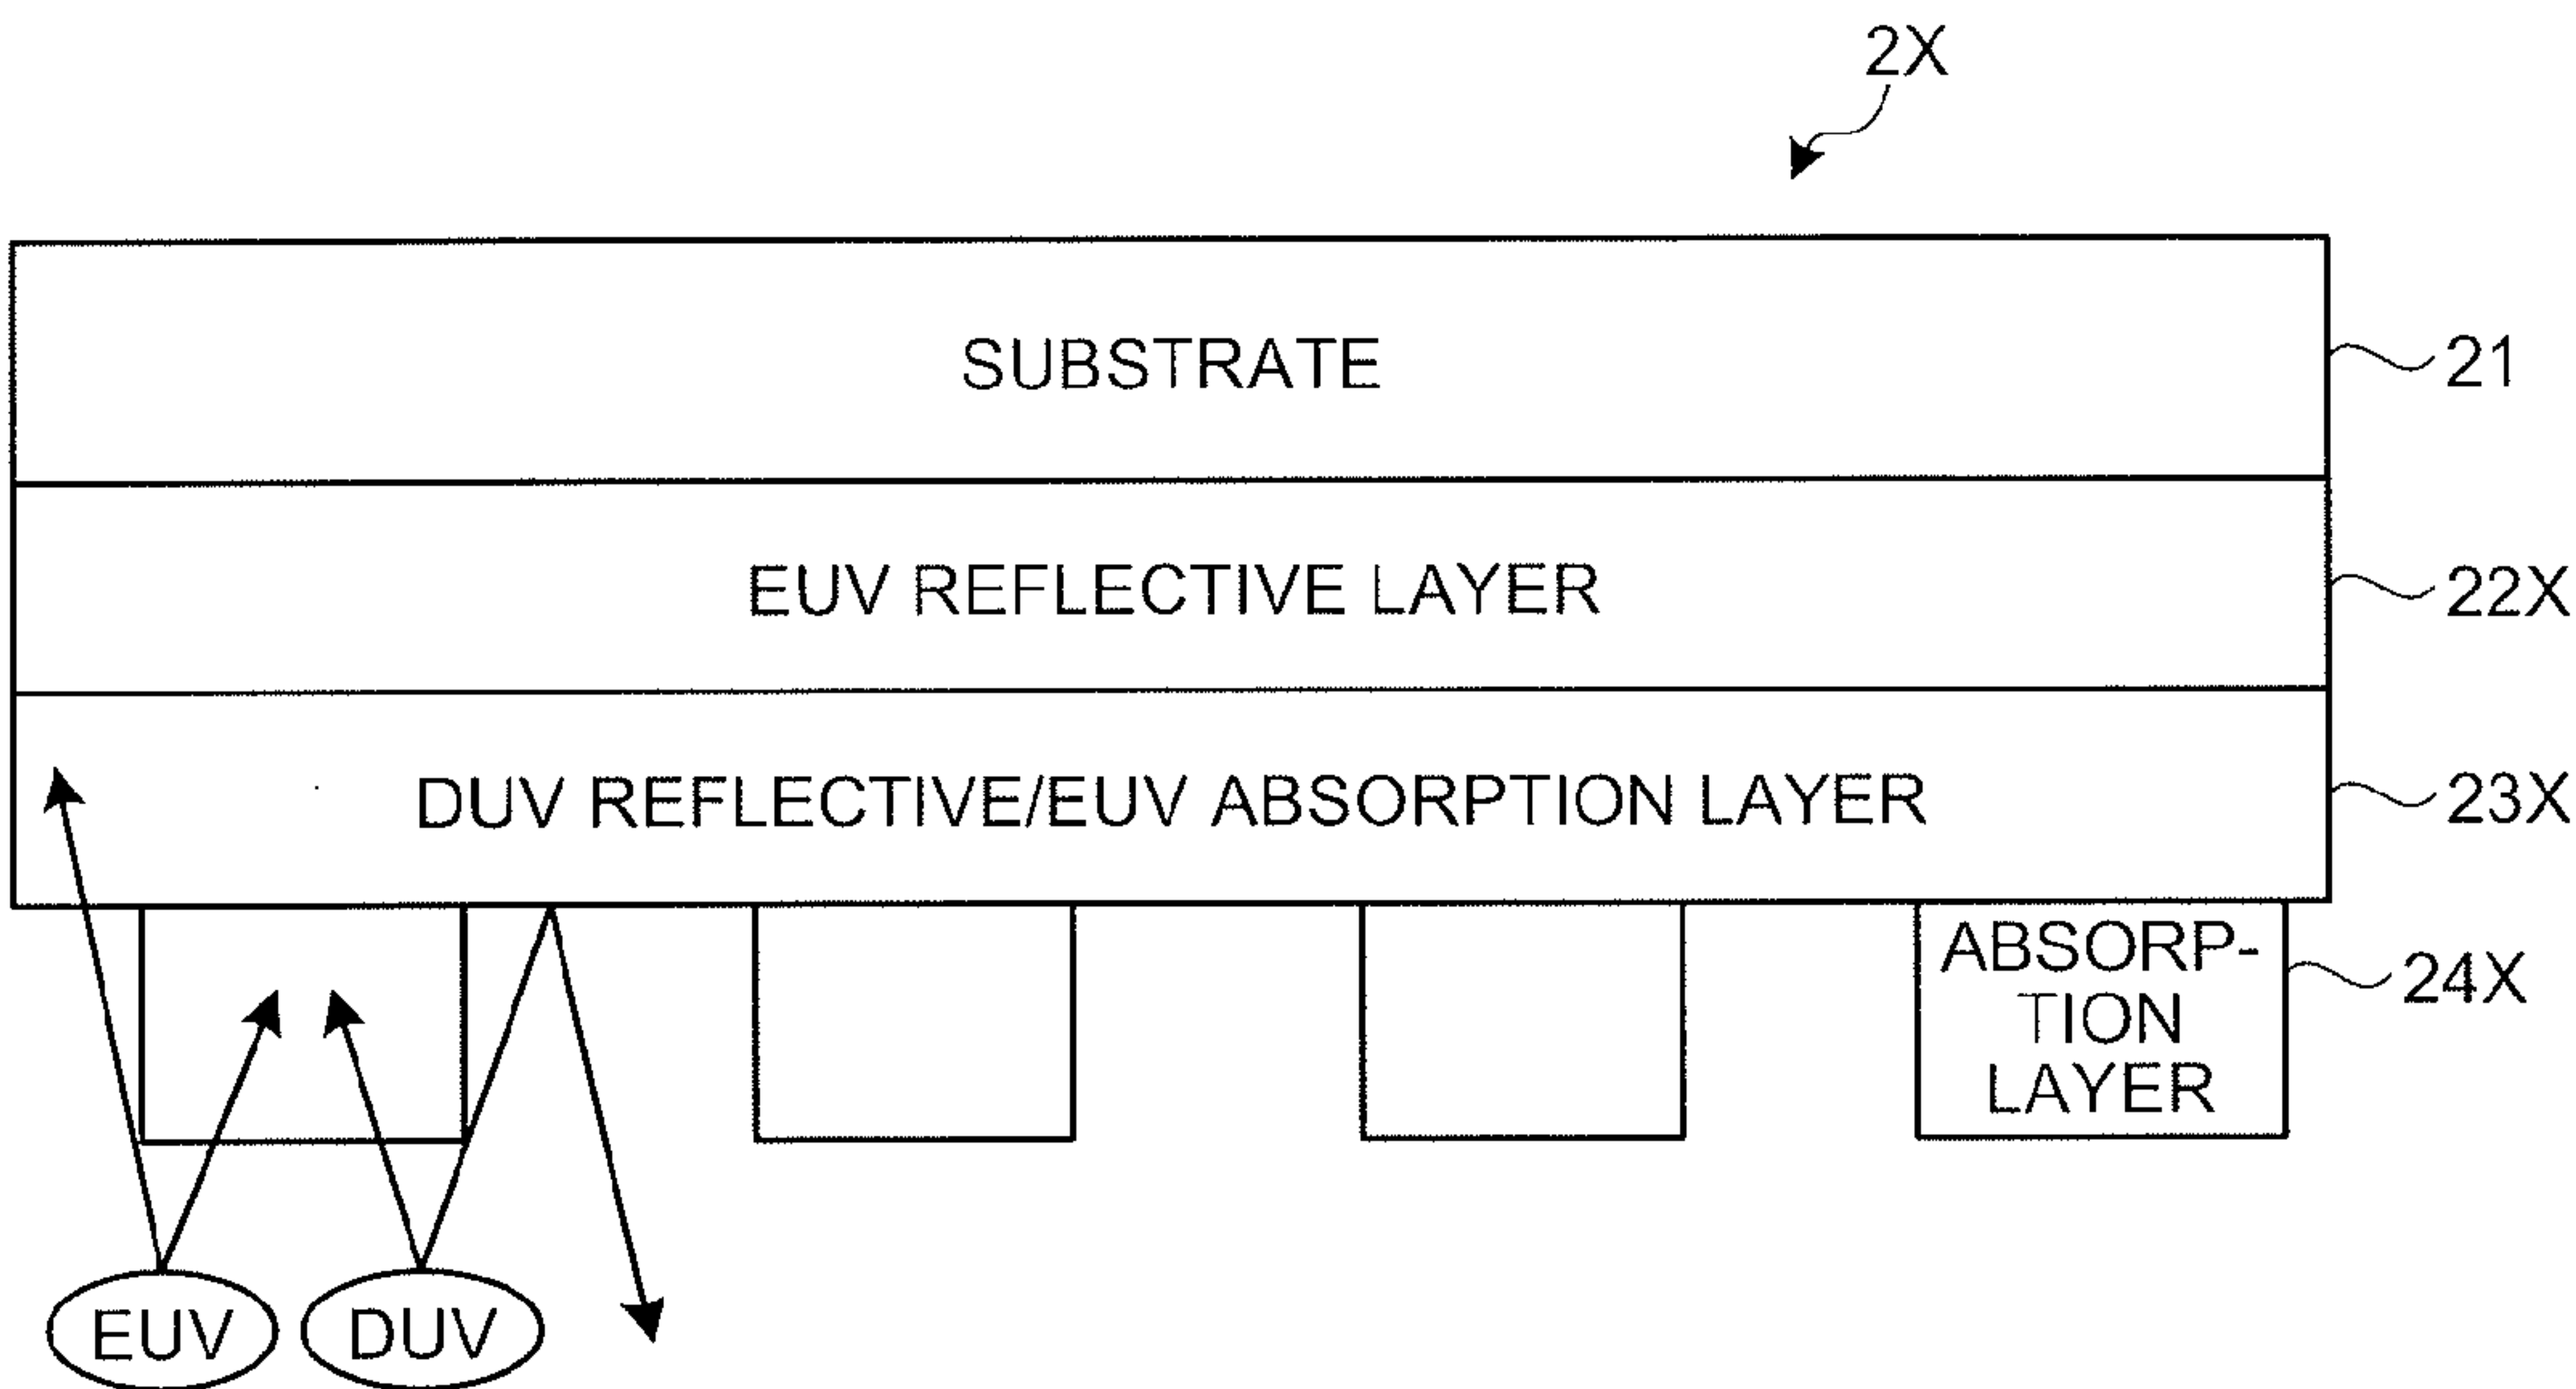 2X
SUBSTRATE
21
EUV REFLECTIVE LAYER
22X
DUV REFLECTIVE/EUV ABSORPTION LAYER
23X
ABSORP-
TION
LAYER
24X
EUV
DUV